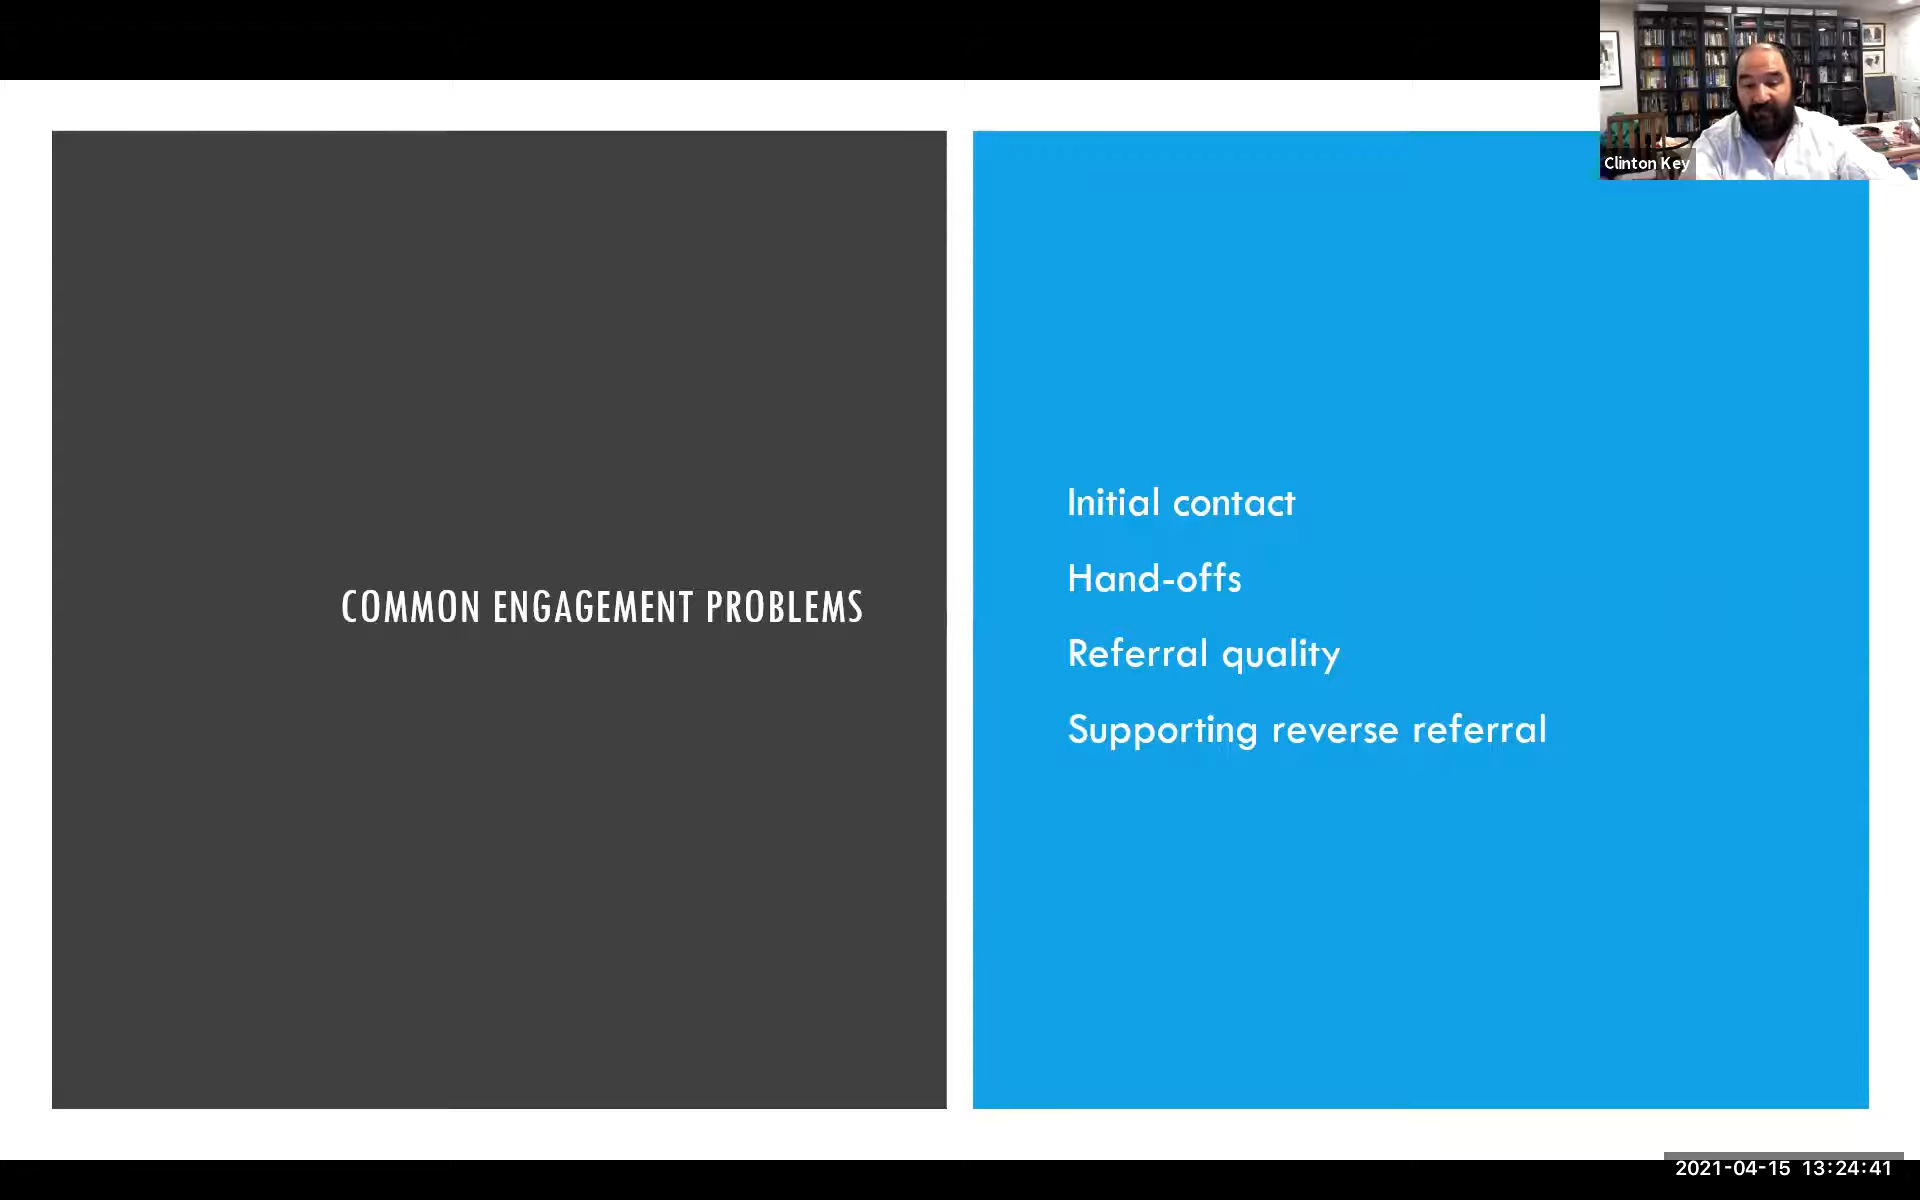 Clinton Key
COMMON ENGAGEMENT PROBLEMS
Initial contact
Hand-offs
Referral quality
Supporting reverse referral
2021-04-15 13:24:41